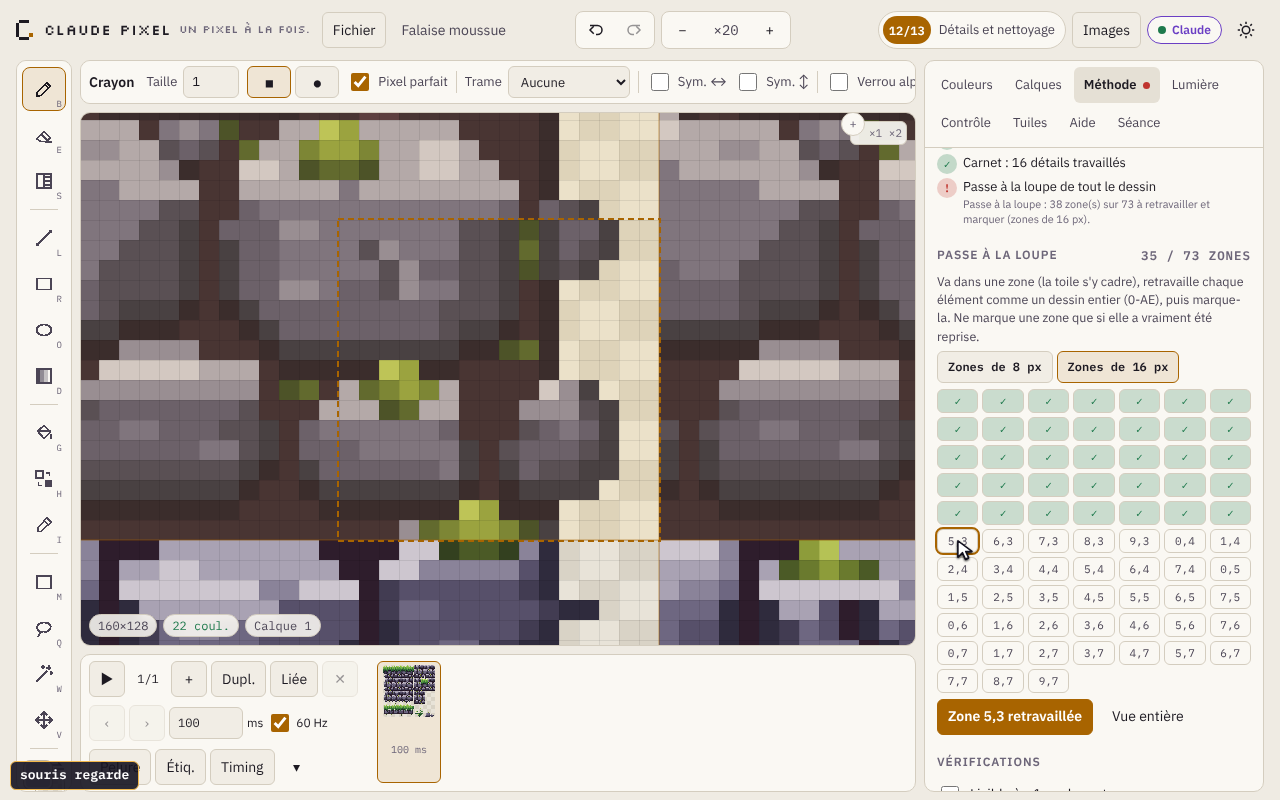 CLAUDE PIXEL UN PIXEL À LA FOIS. Fichier Falaise moussue − ×20 + 12/13 Détails et nettoyage Images Claude
Crayon Taille 1 Pixel parfait Trame Aucune Sym. ↔ Sym. ↕ Verrou alp
B
E
S
L
R
O
D
G
H
I
M
Q
W
V
+ ×1 ×2
160×128 22 coul. Calque 1
1/1 + Dupl. Liée ✕
‹ › 100 ms 60 Hz
Étiq. Timing ▼
100 ms
souris regarde
Couleurs Calques Méthode Lumière
Contrôle Tuiles Aide Séance
✓ Carnet : 16 détails travaillés
! Passe à la loupe de tout le dessin
Passe à la loupe : 38 zone(s) sur 73 à retravailler et
marquer (zones de 16 px).
PASSE À LA LOUPE 35 / 73 ZONES
Va dans une zone (la toile s'y cadre), retravaille chaque
élément comme un dessin entier (0-AE), puis marque-
la. Ne marque une zone que si elle a vraiment été
reprise.
Zones de 8 px Zones de 16 px
✓ ✓ ✓ ✓ ✓ ✓ ✓
✓ ✓ ✓ ✓ ✓ ✓ ✓
✓ ✓ ✓ ✓ ✓ ✓ ✓
✓ ✓ ✓ ✓ ✓ ✓ ✓
✓ ✓ ✓ ✓ ✓ ✓ ✓
5,3 6,3 7,3 8,3 9,3 0,4 1,4
2,4 3,4 4,4 5,4 6,4 7,4 0,5
1,5 2,5 3,5 4,5 5,5 6,5 7,5
0,6 1,6 2,6 3,6 4,6 5,6 7,6
0,7 1,7 2,7 3,7 4,7 5,7 6,7
7,7 8,7 9,7
Zone 5,3 retravaillée Vue entière
VÉRIFICATIONS